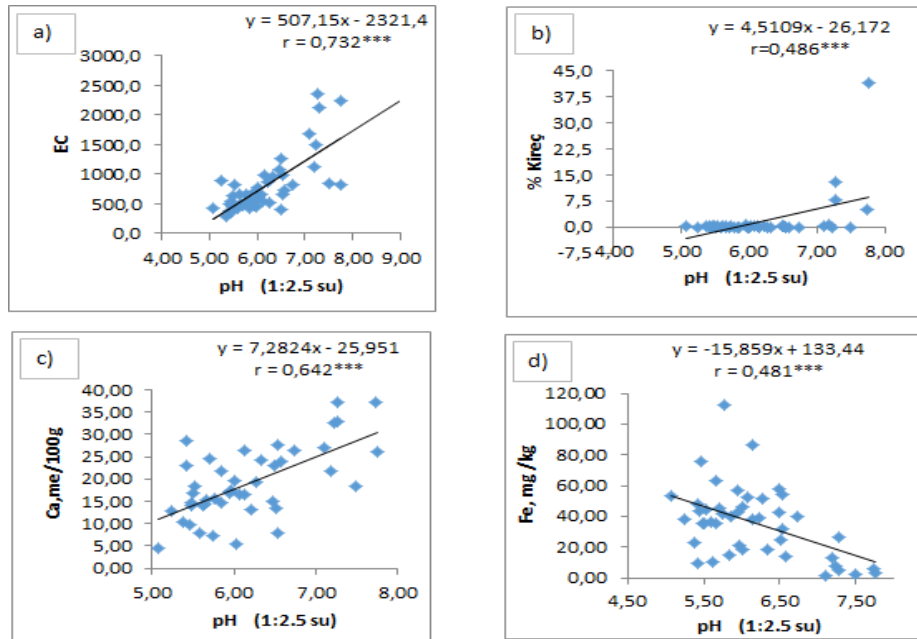 a)
y = 507,15x - 2321,4
r = 0,732***
3000,0
2500,0
2000,0
1500,0
1000,0
500,0
0,0
EC
4,00 5,00 6,00 7,00 8,00 9,00
pH (1:2.5 su)
b)
y = 4,5109x - 26,172
r=0,486***
45,0
37,5
30,0
22,5
15,0
7,5
0,0
-7,5
% Kireç
4,00 5,00 6,00 7,00 8,00
pH (1:2.5 su)
c)
y = 7,2824x - 25,951
r = 0,642***
40,00
35,00
30,00
25,00
20,00
15,00
10,00
5,00
0,00
Ca,me/100g
5,00 6,00 7,00 8,00
pH (1:2.5 su)
d)
y = -15,859x + 133,44
r = 0,481***
120,00
100,00
80,00
60,00
40,00
20,00
0,00
Fe, mg/kg
4,50 5,50 6,50 7,50
pH (1:2.5 su)